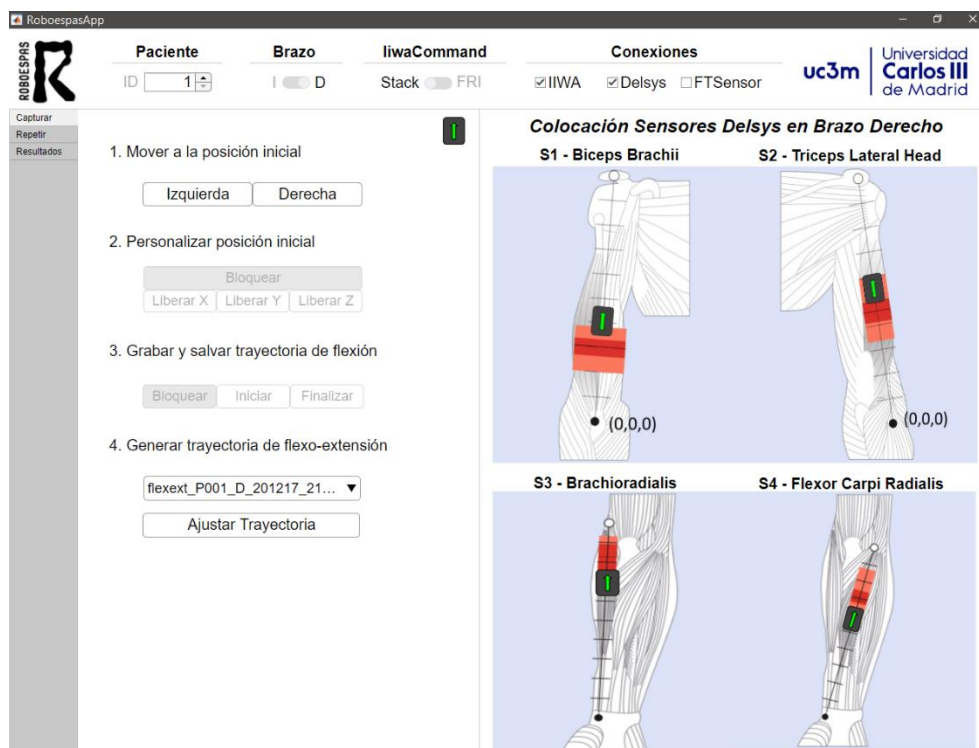 RoboespasApp
ROBOESPAS
Paciente
Brazo
IiwaCommand
Conexiones
ID 1
I D
Stack FRI
IIWA Delsys FTSensor
uc3m
Universidad
Carlos III
de Madrid
Capturar
Repetir
Resultados
1. Mover a la posición inicial
Izquierda Derecha
2. Personalizar posición inicial
Bloquear
Liberar X Liberar Y Liberar Z
3. Grabar y salvar trayectoria de flexión
Bloquear Iniciar Finalizar
4. Generar trayectoria de flexo-extensión
flexext_P001_D_201217_21...
Ajustar Trayectoria
Colocación Sensores Delsys en Brazo Derecho
S1 - Biceps Brachii
S2 - Triceps Lateral Head
(0,0,0)
(0,0,0)
S3 - Brachioradialis
S4 - Flexor Carpi Radialis